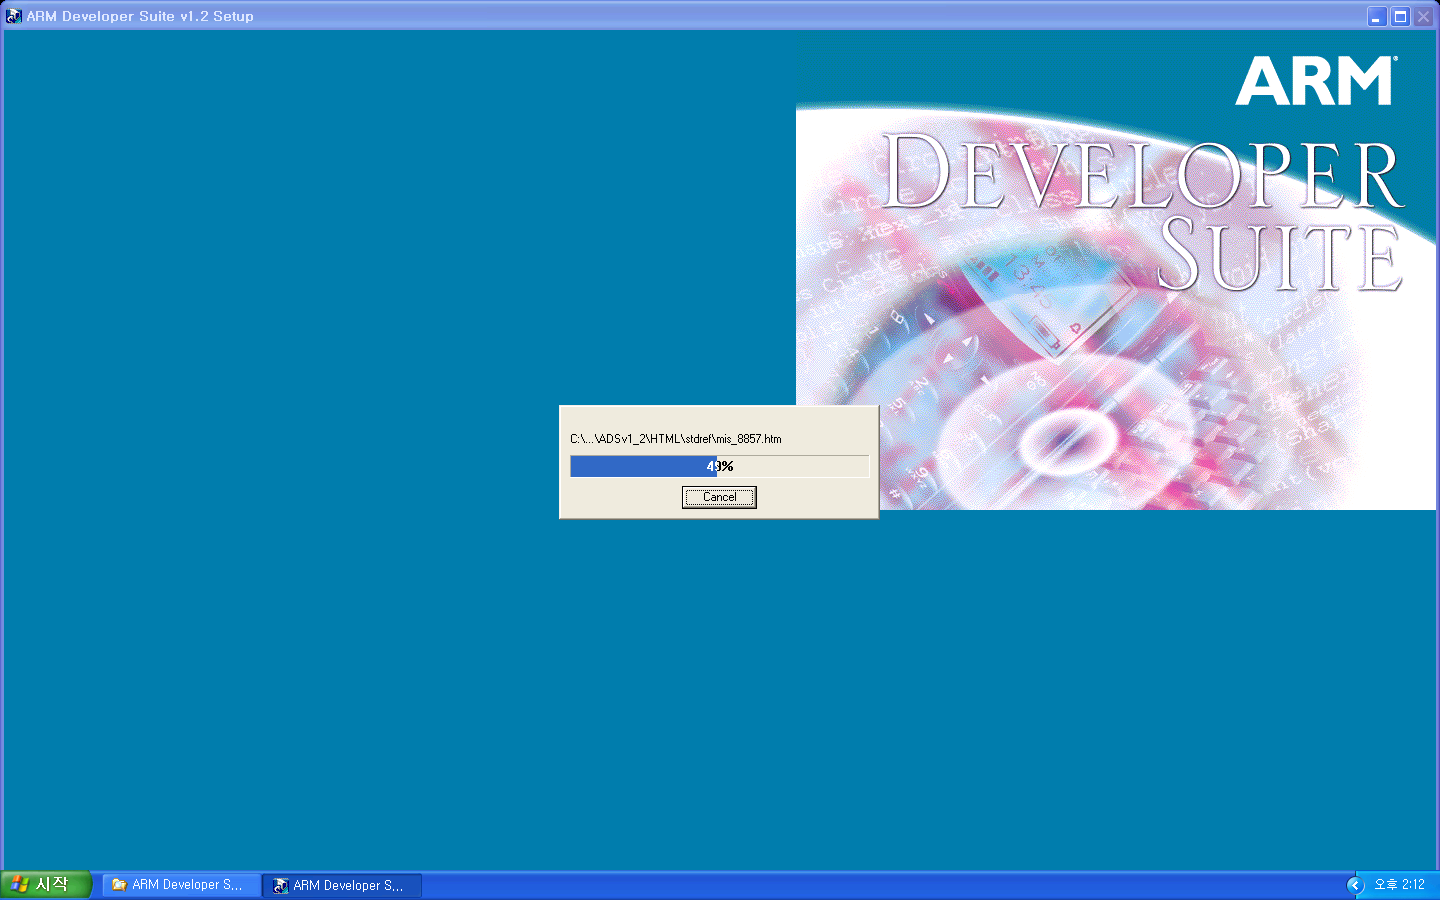 ARM Developer Suite v1.2 Setup
ARM
DEVELOPER
SUITE
C:\...\ADSv1_2\HTML\stdref\mis_8857.htm
49%
Cancel
시작
ARM Developer S...
ARM Developer S...
오후 2:12